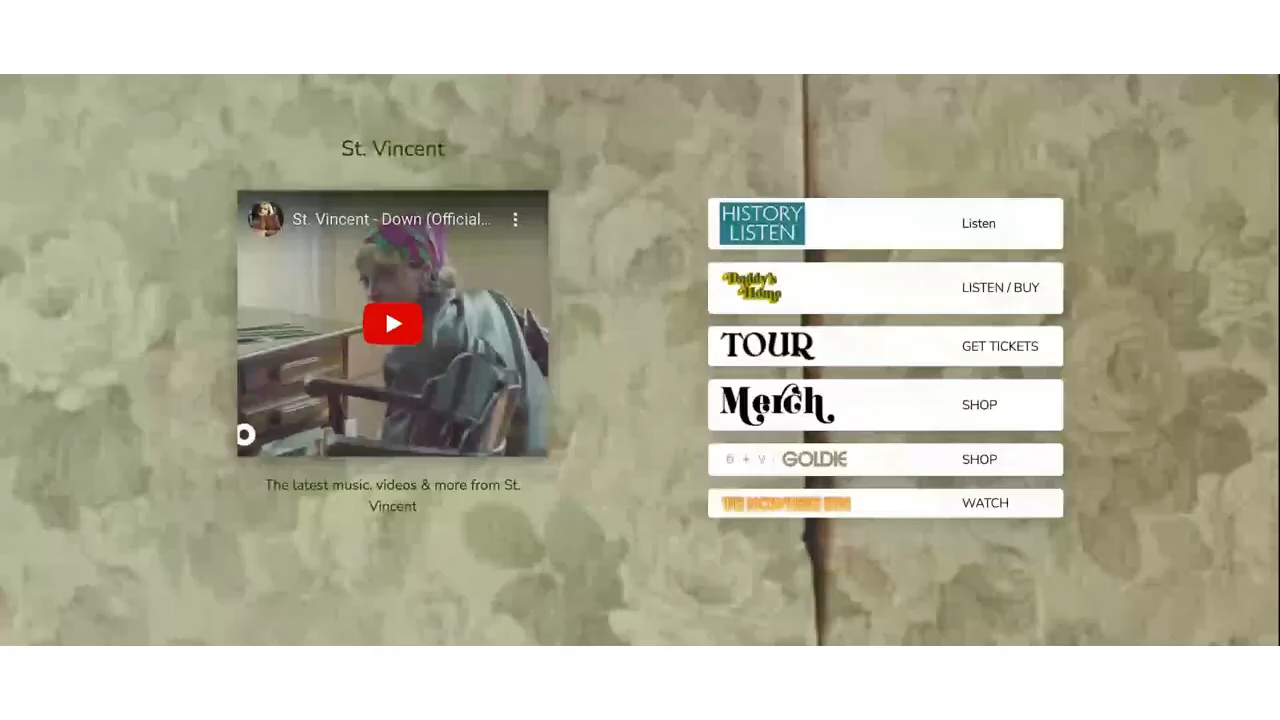 St. Vincent
St. Vincent - Down (Official...
The latest music, videos & more from St.
Vincent
HISTORY
LISTEN
Listen
Daddy's
Home
LISTEN / BUY
TOUR
GET TICKETS
Merch
SHOP
GOLDIE
SHOP
WATCH